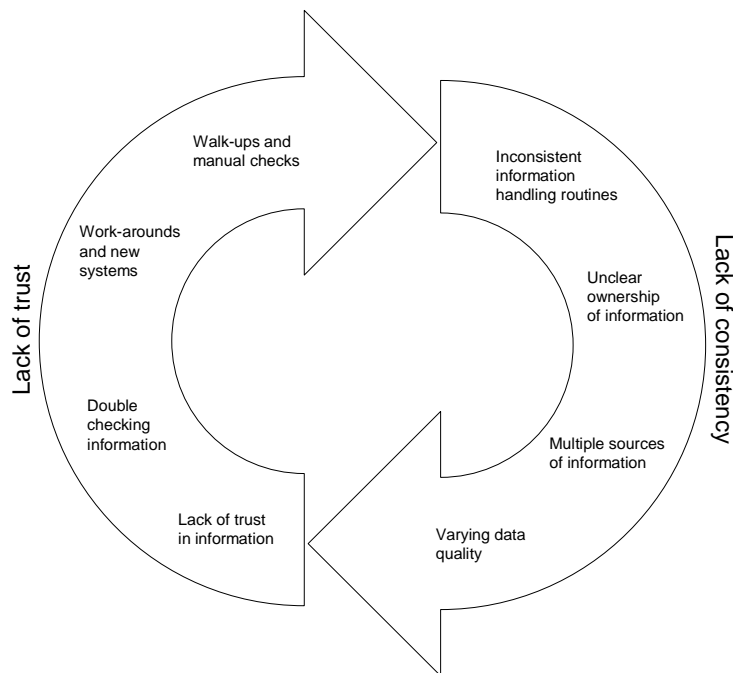 Walk-ups and
manual checks
Work-arounds
and new
systems
Lack of trust
Double
checking
information
Lack of trust
in information
Inconsistent
information
handling routines
Unclear
ownership
of information
Lack of consistency
Multiple sources
of information
Varying data
quality